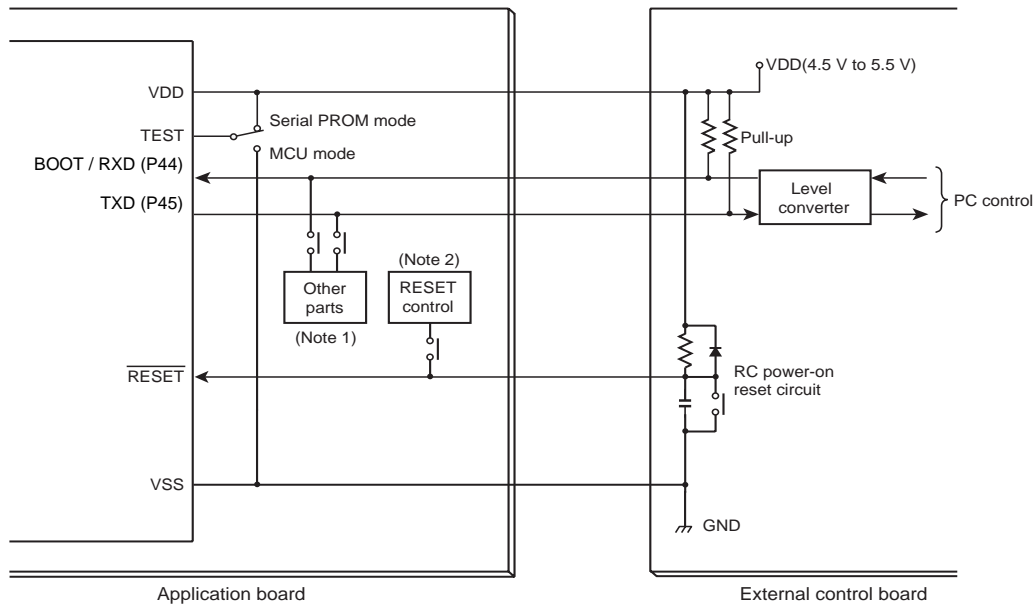 VDD(4.5 V to 5.5 V)
VDD
Serial PROM mode
TEST
Pull-up
MCU mode
BOOT / RXD (P44)
Level
converter
PC control
TXD (P45)
(Note 2)
Other
parts
RESET
control
(Note 1)
RESET
RC power-on
reset circuit
VSS
GND
Application board
External control board